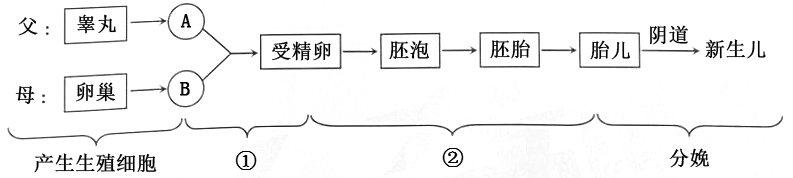 父： 睾丸 A
受精卵 胚泡 胚胎 胎儿 阴道 新生儿
母： 卵巢 B
产生生殖细胞 ① ② 分娩